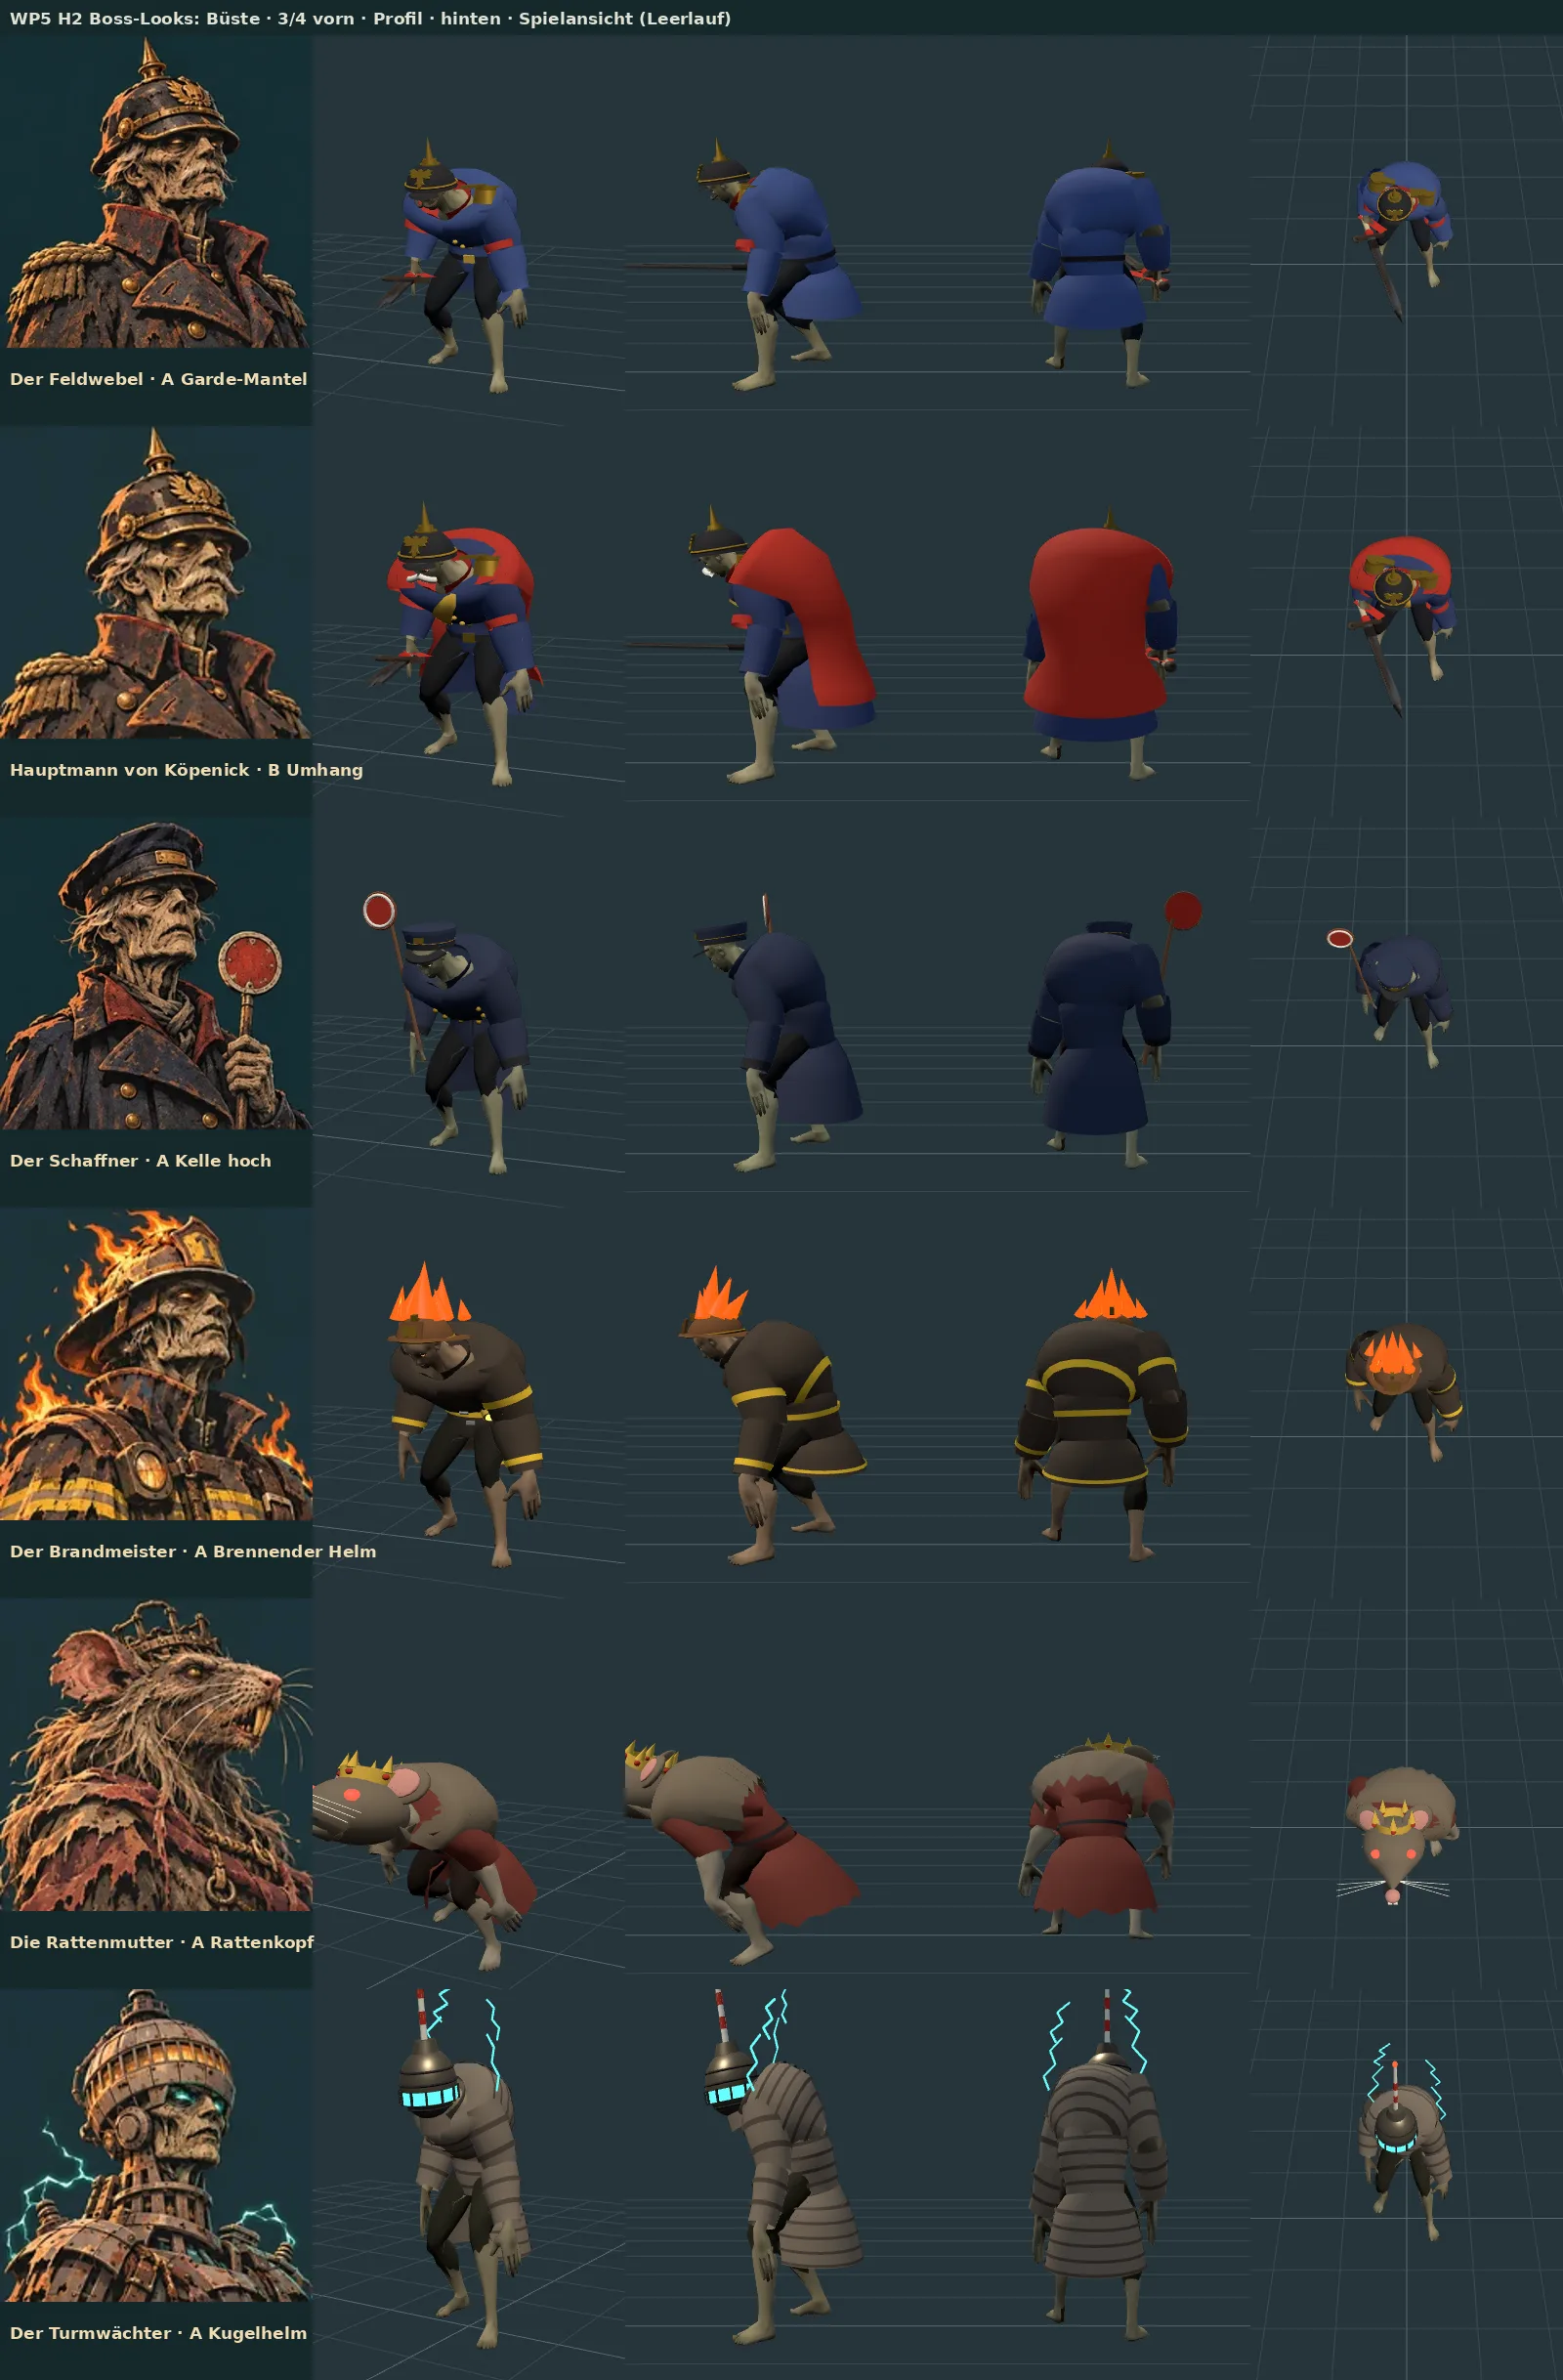 WP5 H2 Boss-Looks: Büste · 3/4 vorn · Profil · hinten · Spielansicht (Leerlauf)
Der Feldwebel · A Garde-Mantel
Hauptmann von Köpenick · B Umhang
Der Schaffner · A Kelle hoch
1
Der Brandmeister · A Brennender Helm
Die Rattenmutter · A Rattenkopf
Der Turmwächter · A Kugelhelm